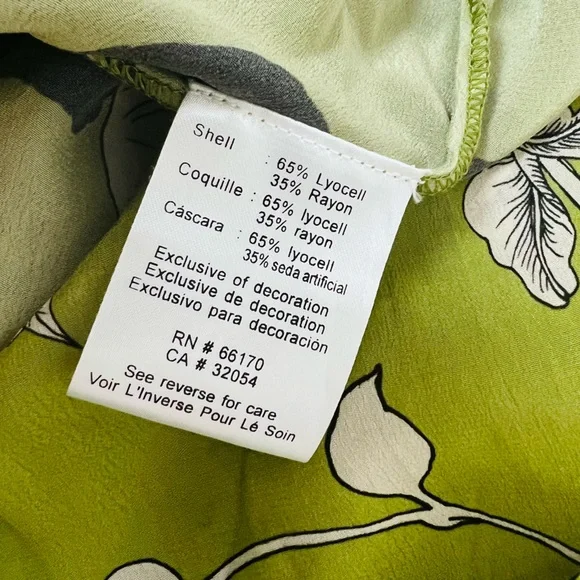 Shell : 65% Lyocell
35% Rayon
Coquille : 65% lyocell
35% rayon
Cáscara : 65% lyocell
35% seda artificial
Exclusive of decoration
Exclusive de decoration
Exclusivo para decoración
RN # 66170
CA # 32054
See reverse for care
Voir L'Inverse Pour Lé Soin